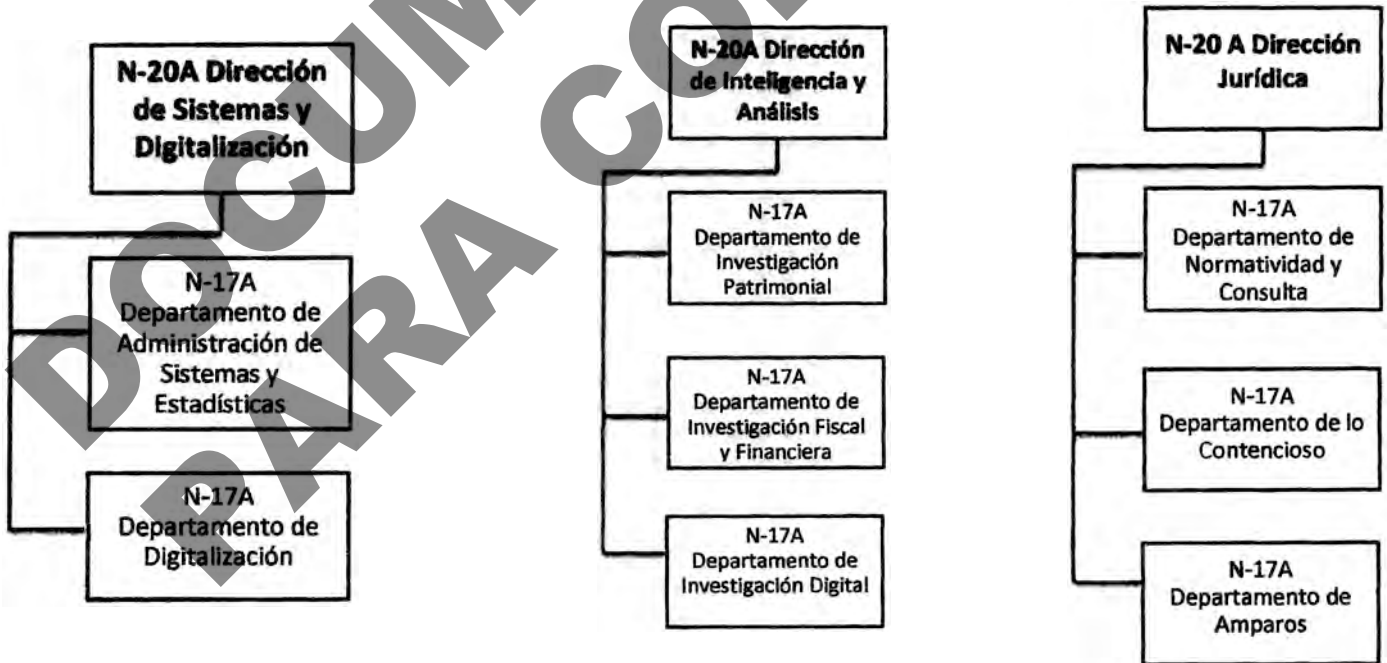 N-20A Dirección
de Sistemas y
Digitalización
N-17A
Departamento de
Administración de
Sistemas y
Estadísticas
N-17A
Departamento de
Digitalización
N-20A Dirección
de Inteligencia y
Análisis
N-17A
Departamento de
Investigación
Patrimonial
N-17A
Departamento de
Investigación Fiscal
y Financiera
N-17A
Departamento de
Investigación Digital
N-20 A Dirección
Jurídica
N-17A
Departamento de
Normatividad y
Consulta
N-17A
Departamento de lo
Contencioso
N-17A
Departamento de
Amparos
DOCUM
PARA CO